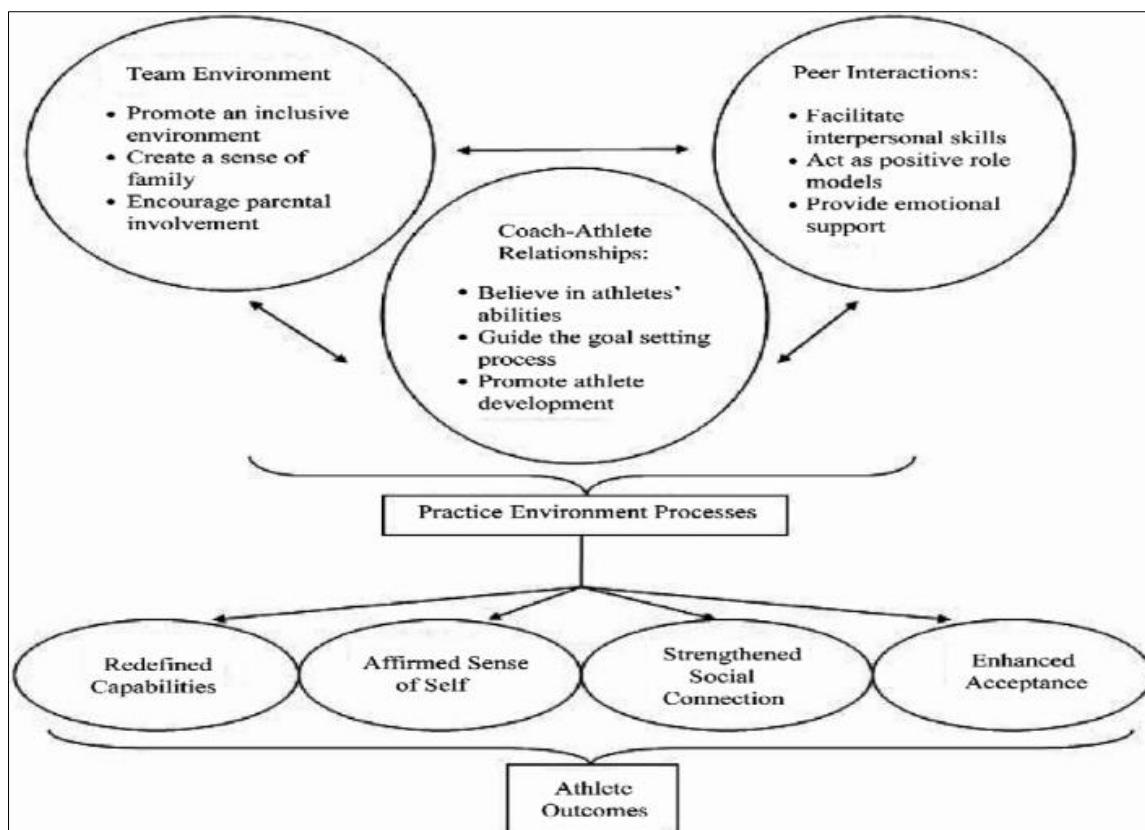 Team Environment
• Promote an inclusive
environment
• Create a sense of
family
• Encourage parental
involvement
Peer Interactions:
• Facilitate
interpersonal skills
• Act as positive role
models
• Provide emotional
support
Coach-Athlete
Relationships:
• Believe in athletes'
abilities
• Guide the goal setting
process
• Promote athlete
development
Practice Environment Processes
Redefined
Capabilities
Affirmed Sense
of Self
Strengthened
Social
Connection
Enhanced
Acceptance
Athlete
Outcomes